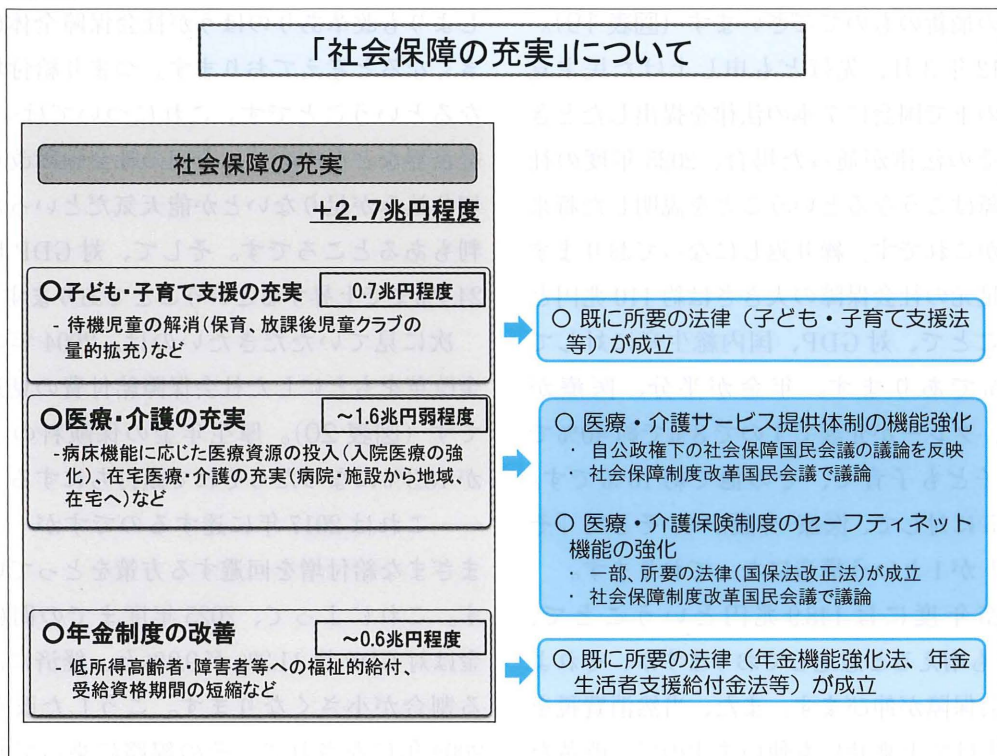 「社会保障の充実」について
社会保障の充実
+2.7兆円程度
○子ども・子育て支援の充実
0.7兆円程度
- 待機児童の解消(保育、放課後児童クラブの
量的拡充)など
○ 既に所要の法律(子ども・子育て支援法
等)が成立
○医療・介護の充実
~1.6兆円弱程度
-病床機能に応じた医療資源の投入(入院医療の強
化)、在宅医療・介護の充実(病院・施設から地域、
在宅へ)など
○ 医療・介護サービス提供体制の機能強化
・ 自公政権下の社会保障国民会議の議論を反映
・ 社会保障制度改革国民会議で議論
○ 医療・介護保険制度のセーフティネット
機能の強化
・ 一部、所要の法律(国保法改正法)が成立
・ 社会保障制度改革国民会議で議論
○年金制度の改善
~0.6兆円程度
- 低所得高齢者・障害者等への福祉的給付、
受給資格期間の短縮など
○ 既に所要の法律(年金機能強化法、年金
生活者支援給付金法等)が成立